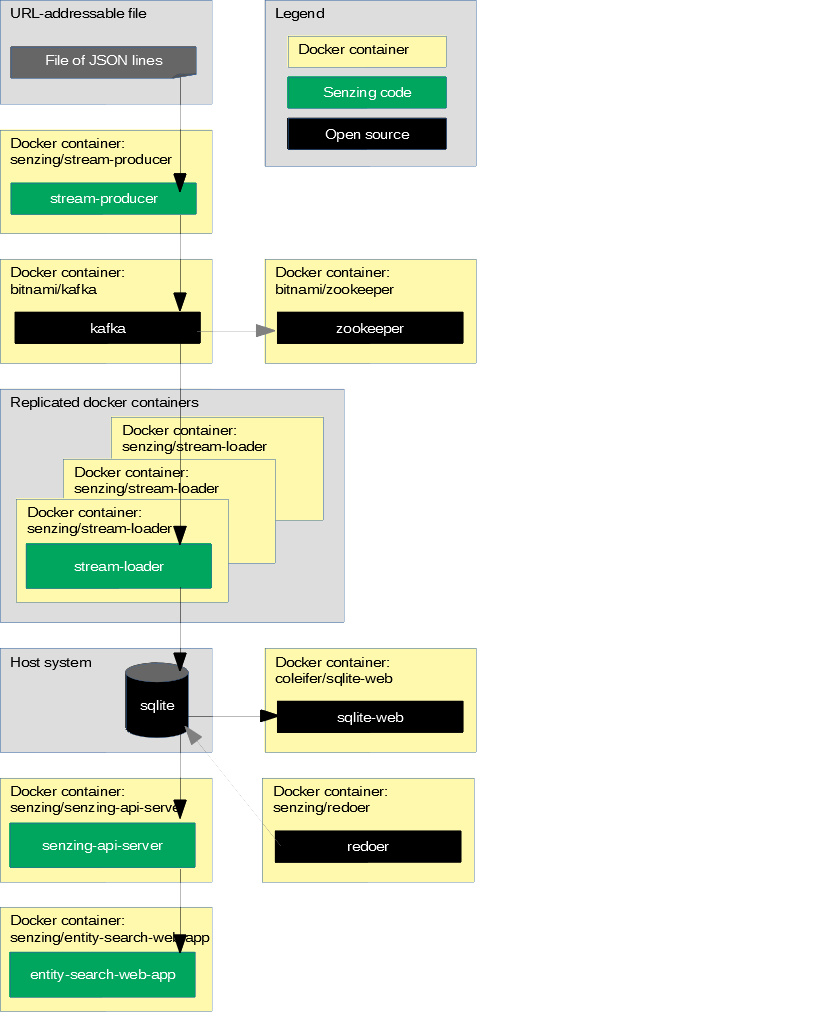 URL-addressable file
File of JSON lines
Legend
Docker container
Senzing code
Open source
Docker container:
senzing/stream-producer
stream-producer
Docker container:
bitnami/kafka
kafka
Docker container:
bitnami/zookeeper
zookeeper
Replicated docker containers
Docker container:
senzing/stream-loader
Docker container:
senzing/stream-loader
Docker container:
senzing/stream-loader
stream-loader
Host system
sqlite
Docker container:
coleifer/sqlite-web
sqlite-web
Docker container:
senzing/senzing-api-server
senzing-api-server
Docker container:
senzing/redoer
redoer
Docker container:
senzing/entity-search-web-app
entity-search-web-app